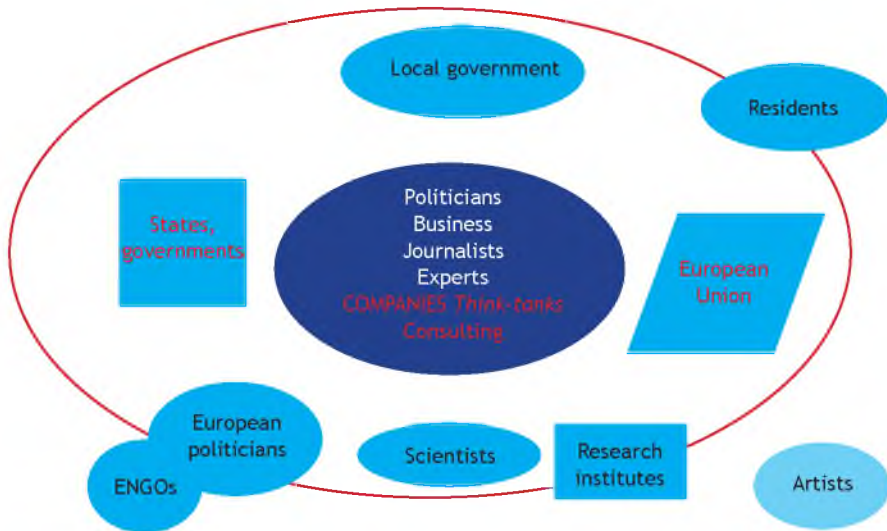 Local government
Residents
States,
governments
Politicians
Business
Journalists
Experts
COMPANIES Think-tanks
Consulting
European
Union
European
politicians
ENGOs
Scientists
Research
institutes
Artists